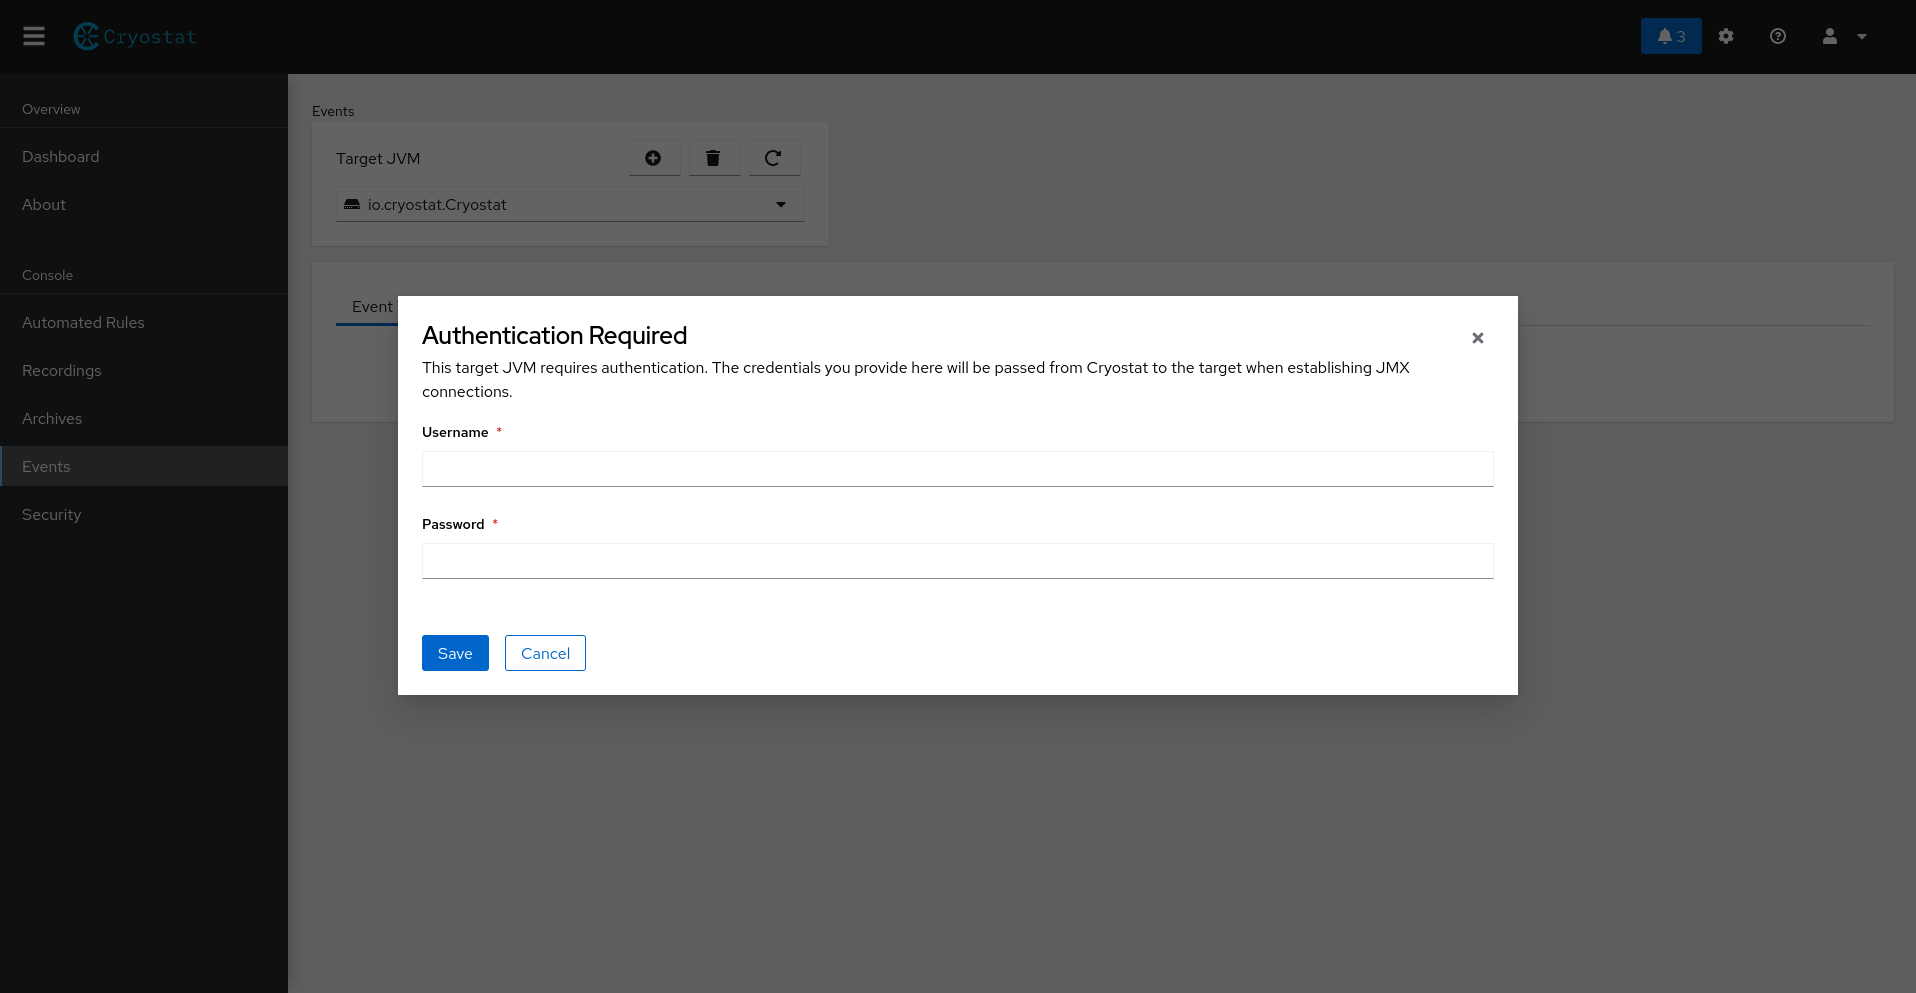 Cryostat
3
Overview
Dashboard
About
Console
Automated Rules
Recordings
Archives
Events
Security
Events
Target JVM
io.cryostat.Cryostat
Event
Authentication Required
This target JVM requires authentication. The credentials you provide here will be passed from Cryostat to the target when establishing JMX
connections.
Username *
Password *
Save
Cancel